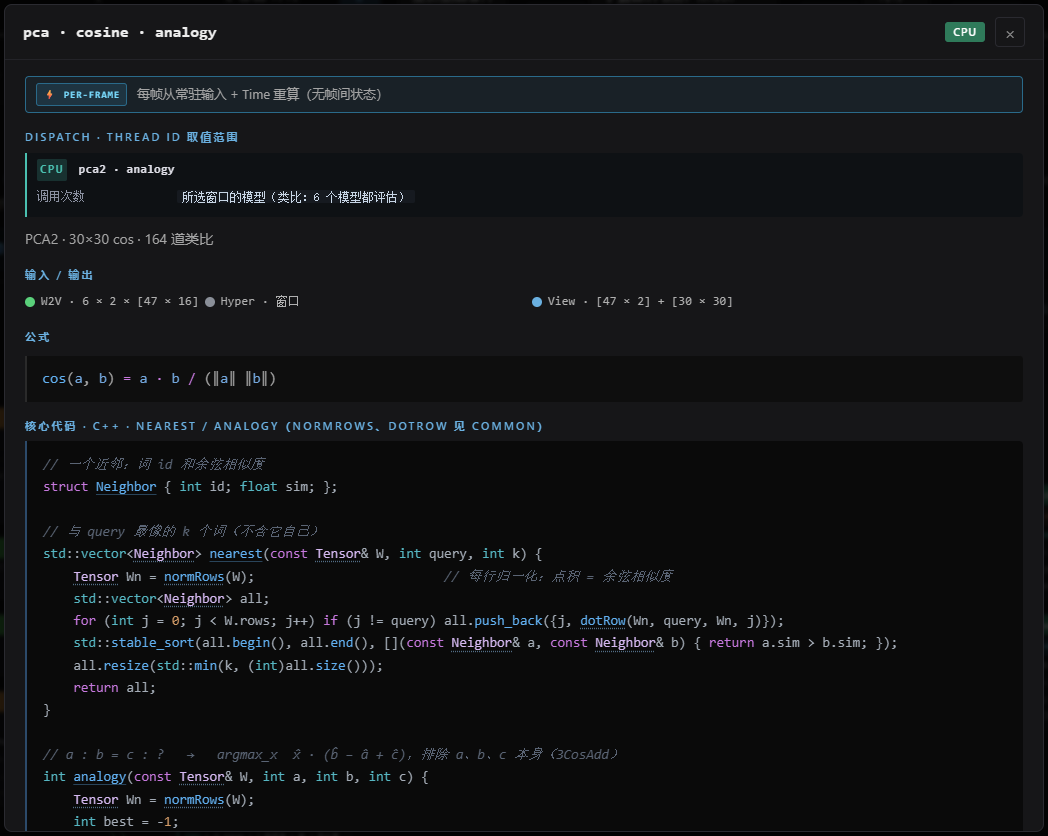 pca · cosine · analogy
CPU
×
PER-FRAME 每帧从常驻输入 + Time 重算 (无帧间状态)
DISPATCH · THREAD ID 取值范围
CPU pca2 · analogy
调用次数 所选窗口的模型（类比: 6 个模型都评估）
PCA2 · 30×30 cos · 164 道类比
输入 / 输出
W2V · 6 × 2 × [47 × 16] Hyper · 窗口 View · [47 × 2] + [30 × 30]
公式
cos(a, b) = a · b / (‖a‖ ‖b‖)
核心代码 · C++ · NEAREST / ANALOGY (NORMROWS、DOTROW 见 COMMON)
// 一个近邻: 词 id 和余弦相似度
struct Neighbor { int id; float sim; };
// 与 query 最像的 k 个词（不含它自己）
std::vector<Neighbor> nearest(const Tensor& W, int query, int k) {
Tensor Wn = normRows(W); // 每行归一化: 点积 = 余弦相似度
std::vector<Neighbor> all;
for (int j = 0; j < W.rows; j++) if (j != query) all.push_back({j, dotRow(Wn, query, Wn, j)});
std::stable_sort(all.begin(), all.end(), [](const Neighbor& a, const Neighbor& b) { return a.sim > b.sim; });
all.resize(std::min(k, (int)all.size()));
return all;
}
// a : b = c : ? → argmax_x x̂ · (b̂ − â + ĉ), 排除 a、b、c 本身（3CosAdd）
int analogy(const Tensor& W, int a, int b, int c) {
Tensor Wn = normRows(W);
int best = -1;